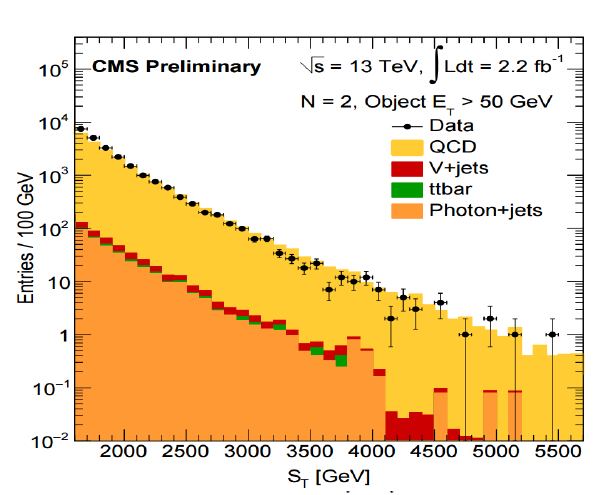 CMS Preliminary
√s = 13 TeV, ∫Ldt = 2.2 fb⁻¹
N = 2, Object E_T > 50 GeV
Data
QCD
V+jets
ttbar
Photon+jets
Entries / 100 GeV
10⁵
10⁴
10³
10²
10
1
10⁻¹
10⁻²
2000 2500 3000 3500 4000 4500 5000 5500
S_T [GeV]